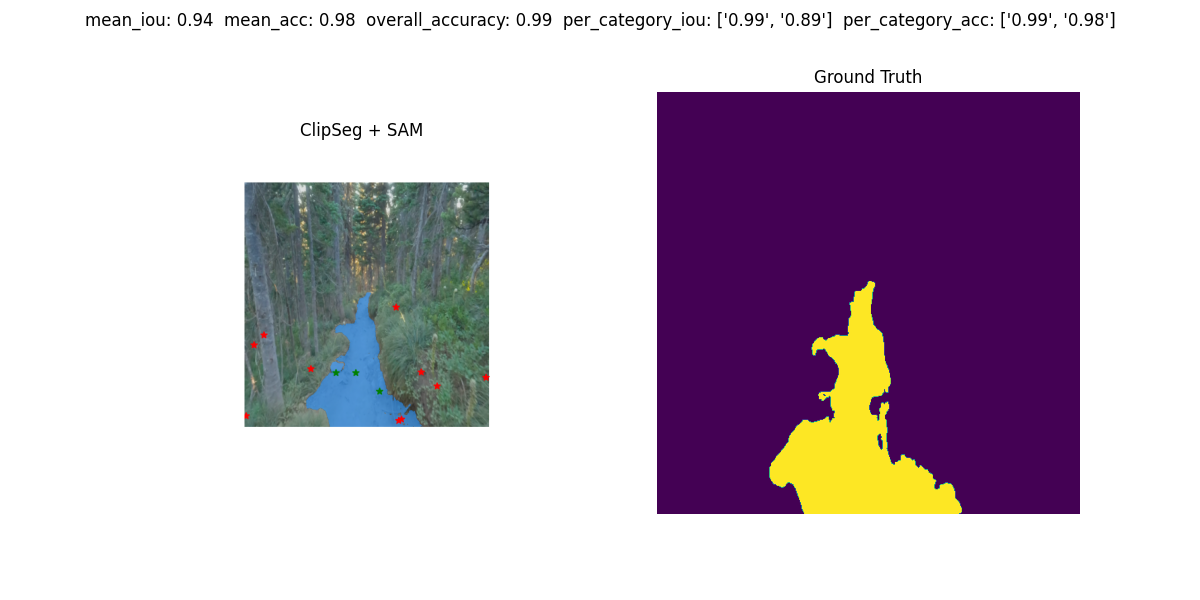 mean_iou: 0.94  mean_acc: 0.98  overall_accuracy: 0.99  per_category_iou: ['0.99', '0.89']  per_category_acc: ['0.99', '0.98']
Ground Truth
ClipSeg + SAM